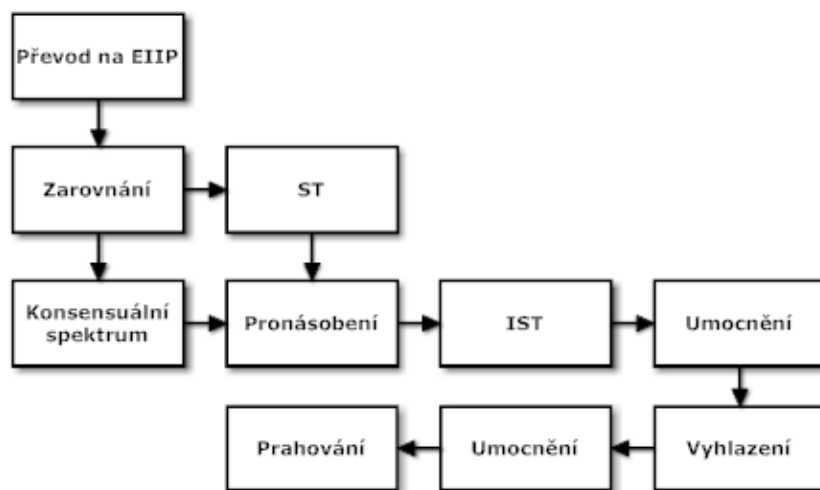 Převod na EIIP
Zarovnání
ST
Konsensuální
spektrum
Pronásobení
IST
Umocnění
Prahování
Umocnění
Vyhlazení